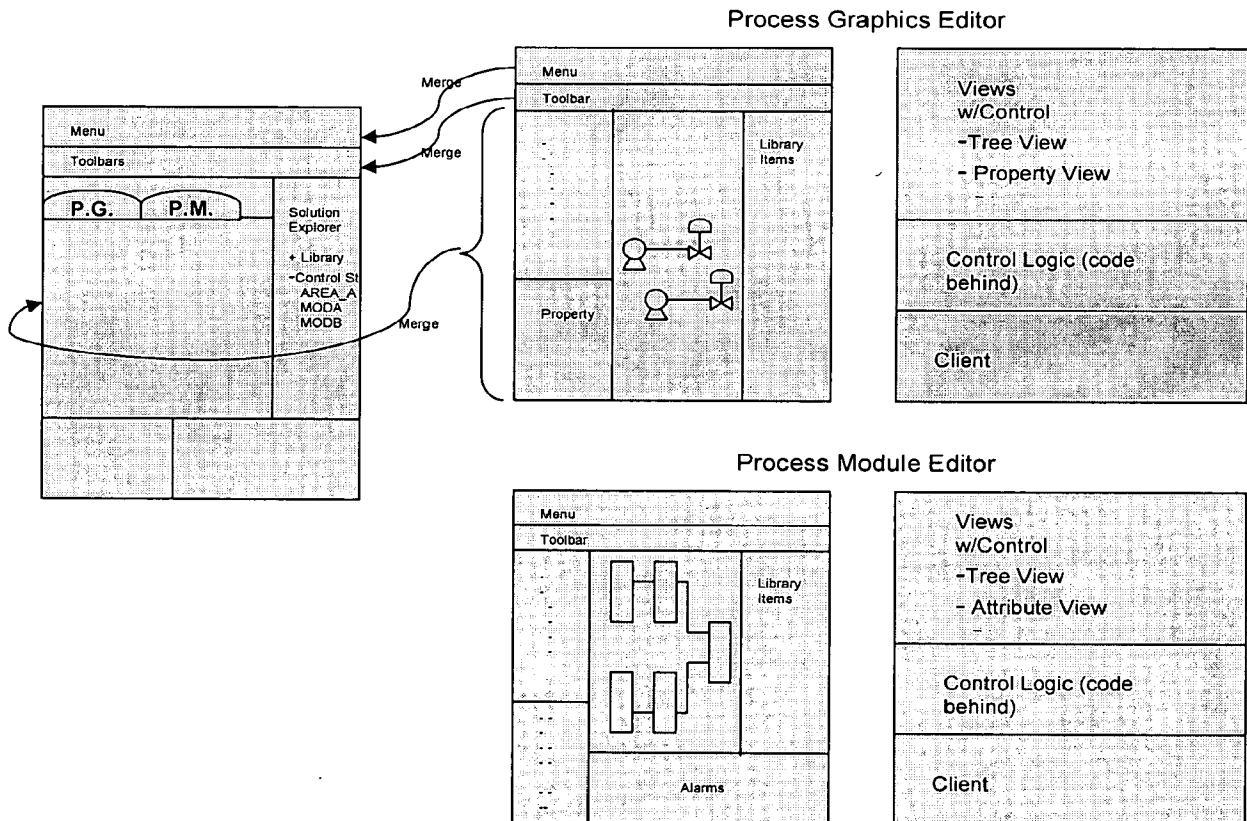 Process Graphics Editor
Menu
Toolbars
P.G.
P.M.
Solution
Explorer
+ Library
-Control St
AREA_A
MODA
MODB
Merge
Merge
Merge
Menu
Toolbar
Library
Items
Property
Views
w/Control
-Tree View
- Property View
Control Logic (code
behind)
Client
Process Module Editor
Menu
Toolbar
Library
Items
Alarms
Views
w/Control
-Tree View
- Attribute View
Control Logic (code
behind)
Client